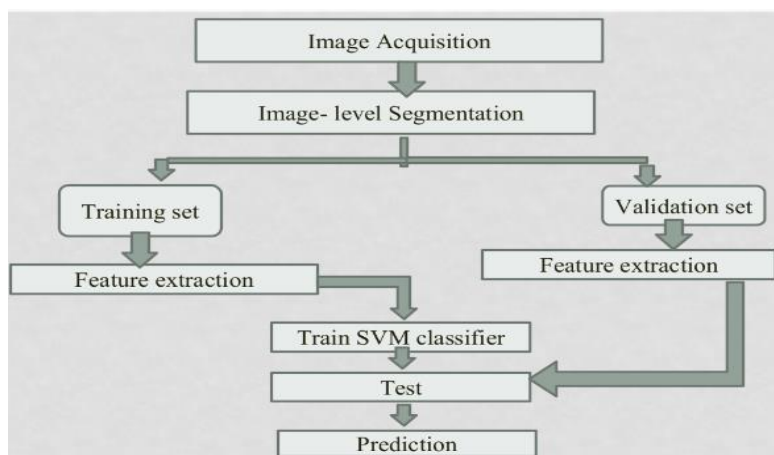 Image Acquisition
Image- level Segmentation
Training set
Validation set
Feature extraction
Feature extraction
Train SVM classifier
Test
Prediction